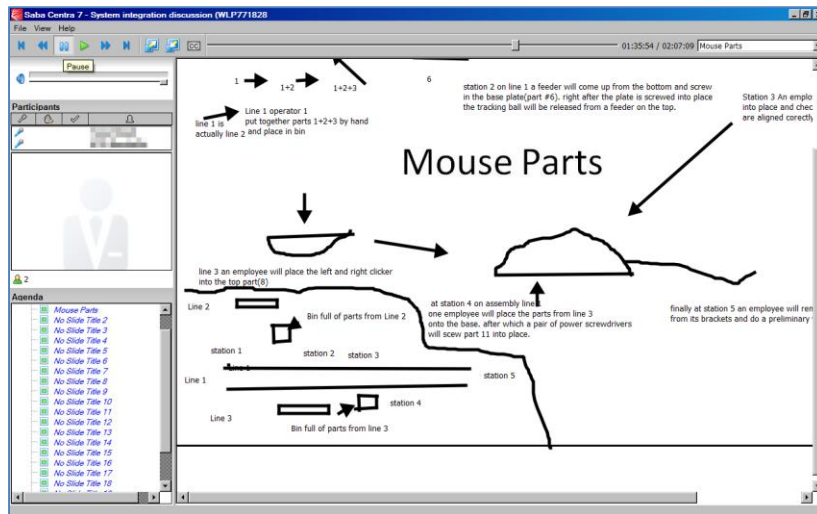 Saba Centra 7 - System integration discussion (WLP771828
File View Help
01:35:54 / 02:07:09 Mouse Parts
Pause
Participants
2
Agenda
Mouse Parts
No Slide Title 2
No Slide Title 3
No Slide Title 4
No Slide Title 5
No Slide Title 6
No Slide Title 7
No Slide Title 8
No Slide Title 9
No Slide Title 10
No Slide Title 11
No Slide Title 12
No Slide Title 13
No Slide Title 14
No Slide Title 15
No Slide Title 16
No Slide Title 17
No Slide Title 18
1
1+2
1+2+3
6
line 1 is
actually line 2
Line 1 operator 1
put together parts 1+2+3 by hand
and place in bin
station 2 on line 1 a feeder will come up from the bottom and screw
in the base plate(part #6). right after the plate is screwed into place
the tracking ball will be released from a feeder on the top.
Station 3 An emplo
into place and chec
are aligned corectly
Mouse Parts
line 3 an employee will place the left and right clicker
into the top part(8)
at station 4 on assembly line
one employee will place the parts from line 3
onto the base. after which a pair of power screwdrivers
will scew part 11 into place.
finally at station 5 an employee will ren
from its brackets and do a preliminary
Line 2
Bin full of parts from Line 2
station 1
station 2
station 3
Line 1
station 5
station 4
Line 3
Bin full of parts from line 3